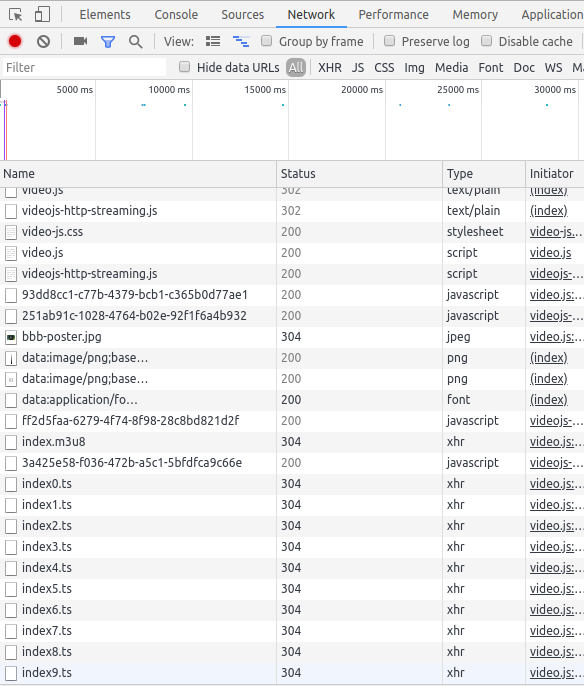 Elements Console Sources Network Performance Memory Application
View: Group by frame Preserve log Disable cache
Filter Hide data URLs All XHR JS CSS Img Media Font Doc WS Ma
5000 ms 10000 ms 15000 ms 20000 ms 25000 ms 30000 ms
Name Status Type Initiator
video.js 302 text/plain (index)
videojs-http-streaming.js 302 text/plain (index)
video-js.css 200 stylesheet video-js....
video.js 200 script video.js
videojs-http-streaming.js 200 script videojs-...
93dd8cc1-c77b-4379-bcb1-c365b0d77ae1 200 javascript video.js:...
251ab91c-1028-4764-b02e-92f1f6a4b932 200 javascript videojs-...
bbb-poster.jpg 304 jpeg video.js:...
data:image/png;base... 200 png (index)
data:image/png;base... 200 png (index)
data:application/fo... 200 font (index)
ff2d5faa-6279-4f74-8f98-28c8bd821d2f 200 javascript videojs-...
index.m3u8 304 xhr video.js:...
3a425e58-f036-472b-a5c1-5bfdfca9c66e 200 javascript videojs-...
index0.ts 304 xhr video.js:...
index1.ts 304 xhr video.js:...
index2.ts 304 xhr video.js:...
index3.ts 304 xhr video.js:...
index4.ts 304 xhr video.js:...
index5.ts 304 xhr video.js:...
index6.ts 304 xhr video.js:...
index7.ts 304 xhr video.js:...
index8.ts 304 xhr video.js:...
index9.ts 304 xhr video.js:...